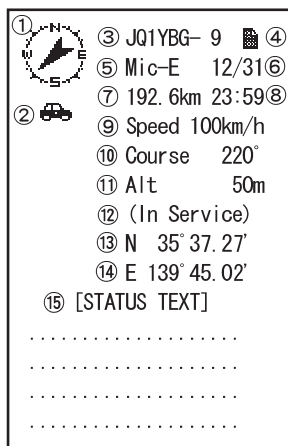 ① N
W E
S
③ JQ1YBG- 9 ④
⑤ Mic-E 12/31⑥
⑦ 192.6km 23:59⑧
②
⑨ Speed 100km/h
⑩ Course 220°
⑪ Alt 50m
⑫ (In Service)
⑬ N 35°37.27'
⑭ E 139°45.02'
⑮ [STATUS TEXT]
. . . . . . . . . . . . . . . . . . . .
. . . . . . . . . . . . . . . . . . . .
. . . . . . . . . . . . . . . . . . . .
. . . . . . . . . . . . . . . . . . . .